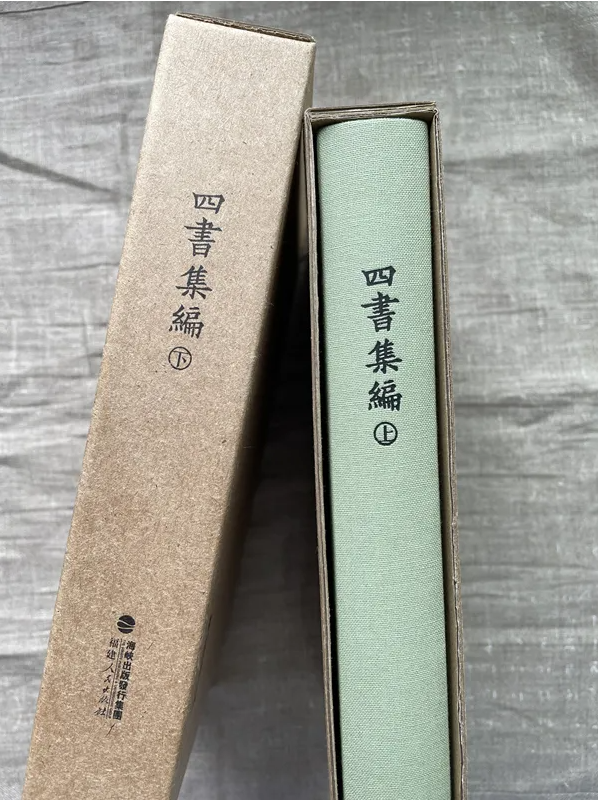 四書集編
㊦
海峽出版發行集團
福建人民出版社
四書集編
㊤